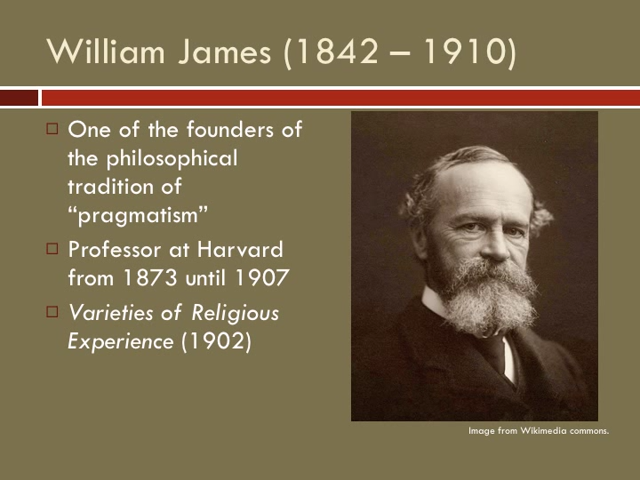 William James (1842 – 1910)
One of the founders of
the philosophical
tradition of
“pragmatism”
Professor at Harvard
from 1873 until 1907
Varieties of Religious
Experience (1902)
Image from Wikimedia commons.